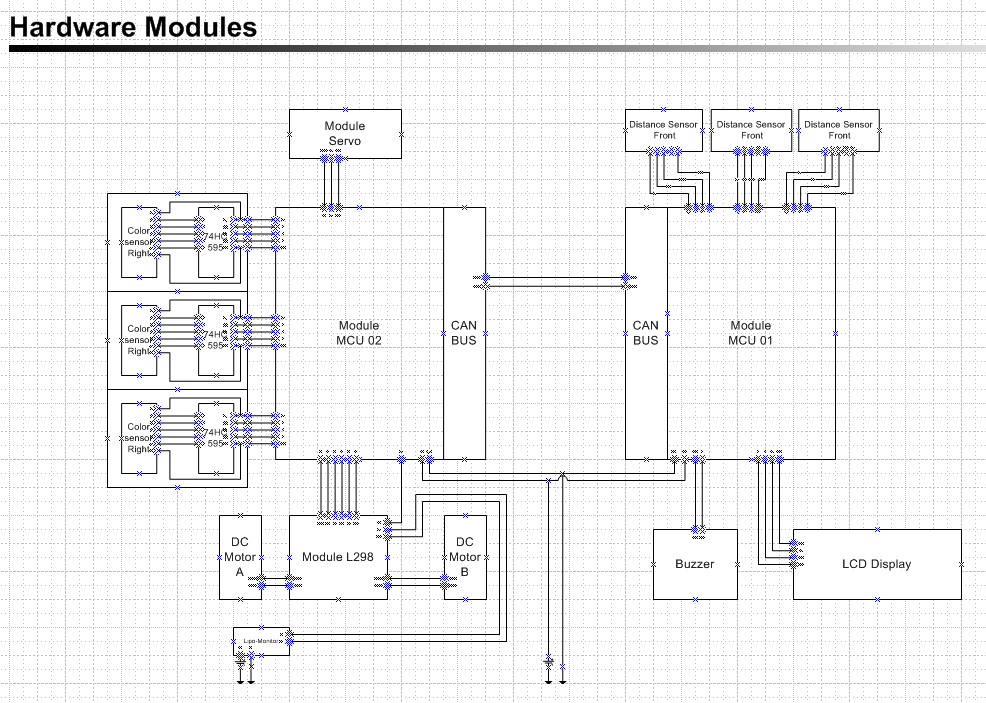 Hardware Modules
Module
Servo
Distance Sensor
Front
Distance Sensor
Front
Distance Sensor
Front
Color
sensor
Right
74HC
595
Color
sensor
Right
74HC
595
Color
sensor
Right
74HC
595
Module
MCU 02
CAN
BUS
CAN
BUS
Module
MCU 01
DC
Motor
A
Module L298
DC
Motor
B
Buzzer
LCD Display
Lipo-Monitor